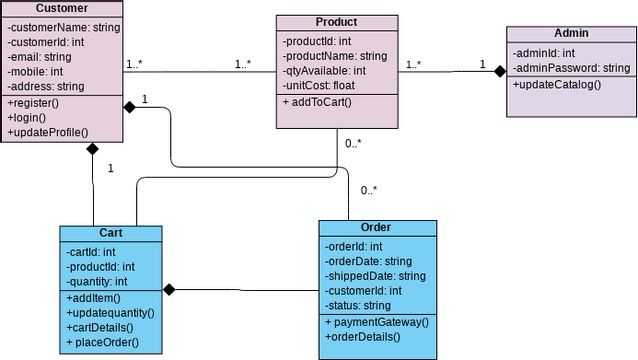 Customer
-customerName: string
-customerId: int
-email: string
-mobile: int
-address: string
+register()
+login()
+updateProfile()
1..*
1..*
Product
-productId: int
-productName: string
-qtyAvailable: int
-unitCost: float
+ addToCart()
1..*
1
Admin
-adminId: int
-adminPassword: string
+updateCatalog()
1
1
0..*
0..*
Cart
-cartId: int
-productId: int
-quantity: int
+addItem()
+updatequantity()
+cartDetails()
+ placeOrder()
Order
-orderId: int
-orderDate: string
-shippedDate: string
-customerId: int
-status: string
+ paymentGateway()
+orderDetails()